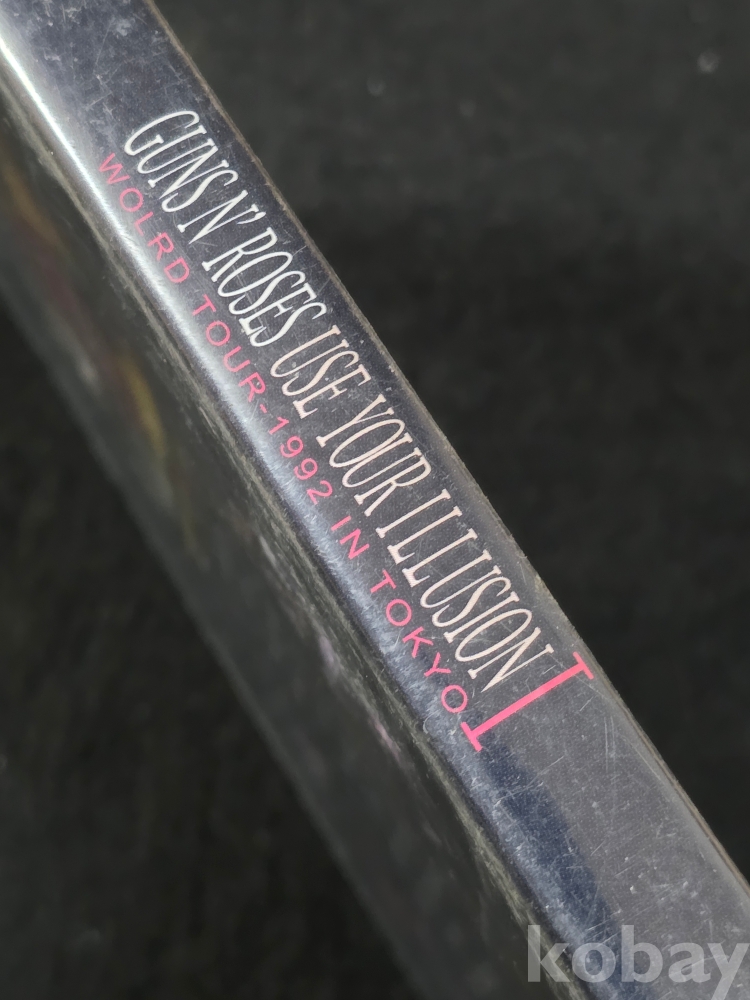 GUNS N' ROSES USE YOUR ILLUSION I
WOLRD TOUR-1992 IN TOKYO
kobay